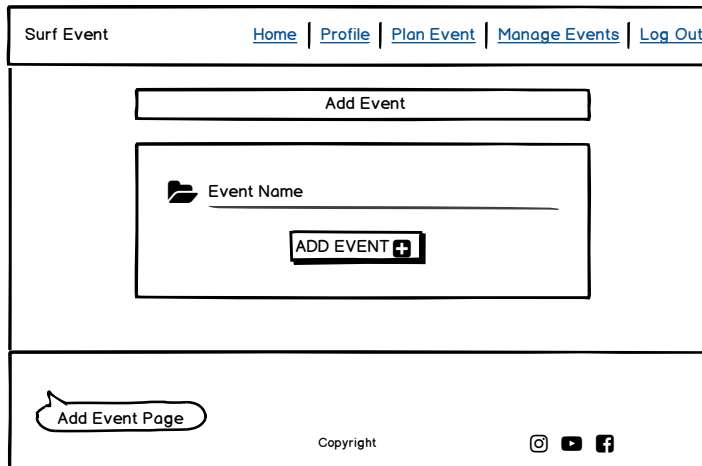 Surf Event
Home Profile Plan Event Manage Events Log Out
Add Event
Event Name
ADD EVENT
Add Event Page
Copyright